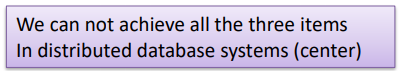 We can not achieve all the three items
In distributed database systems (center)